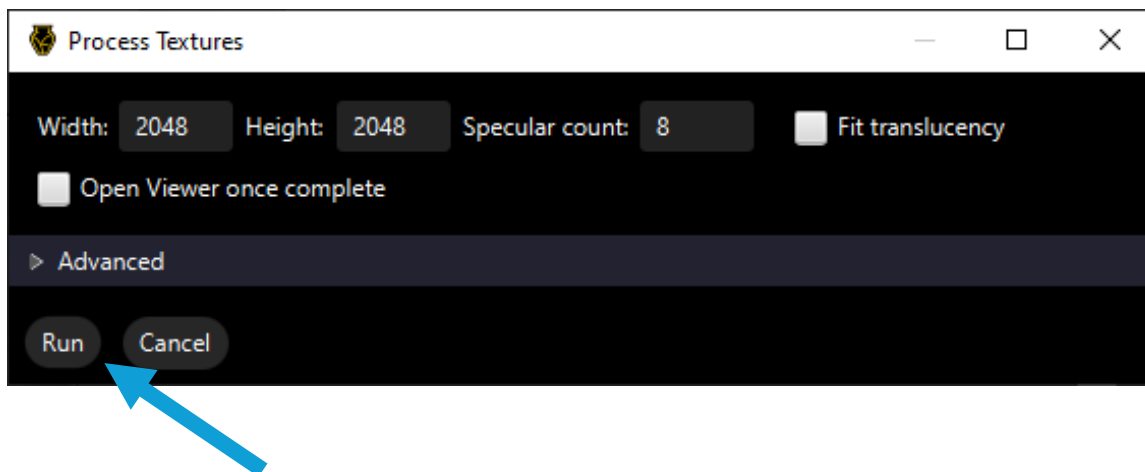 Process Textures
Width: 2048 Height: 2048 Specular count: 8 Fit translucency
Open Viewer once complete
Advanced
Run Cancel